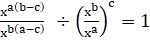 x^{a(b-c)}/x^{b(a-c)} ÷ (x^b/x^a)^c = 1